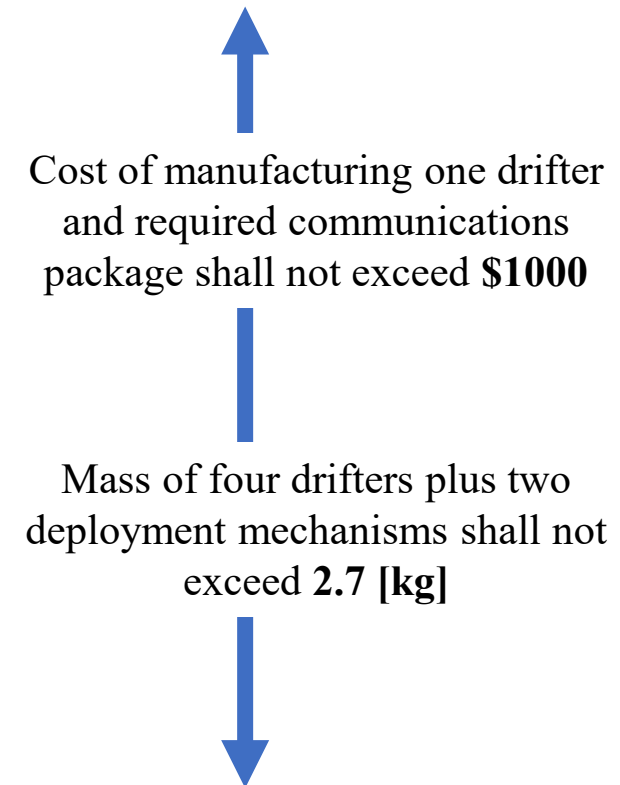 Cost of manufacturing one drifter
and required communications
package shall not exceed $1000
Mass of four drifters plus two
deployment mechanisms shall not
exceed 2.7 [kg]